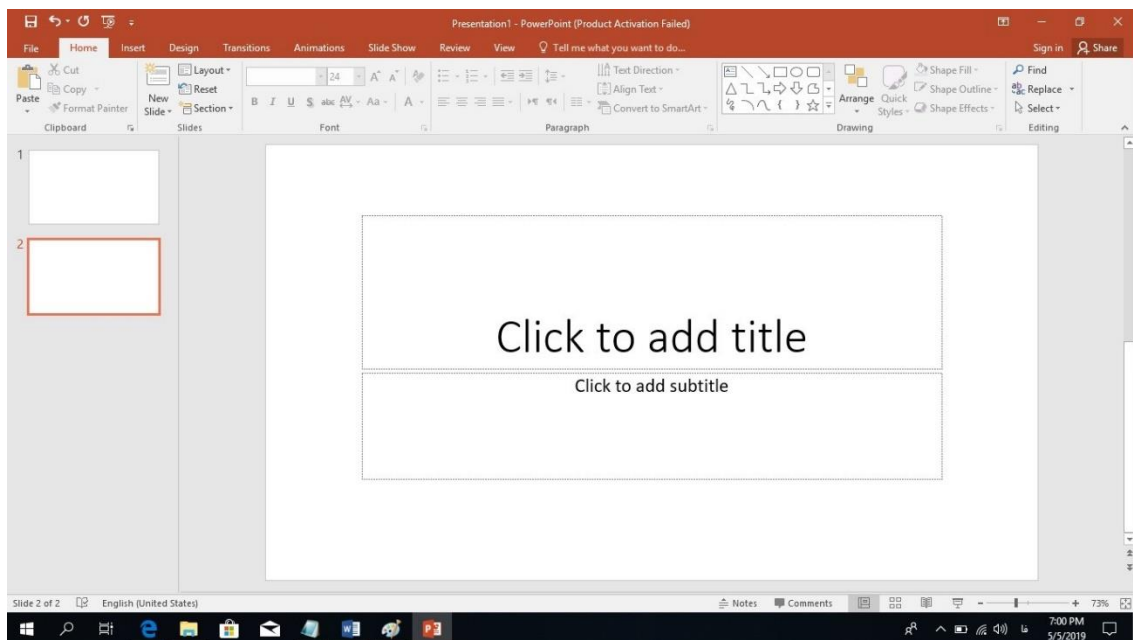 Presentation1 - PowerPoint (Product Activation Failed)
File Home Insert Design Transitions Animations Slide Show Review View Tell me what you want to do... Sign in Share
Paste
Cut
Copy
Format Painter
Clipboard
New Slide
Layout
Reset
Section
Slides
24
B I U S abc AV Aa A
Font
Text Direction
Align Text
Convert to SmartArt
Paragraph
Arrange
Quick Styles
Shape Fill
Shape Outline
Shape Effects
Drawing
Find
Replace
Select
Editing
1
2
Click to add title
Click to add subtitle
Slide 2 of 2 English (United States) Notes Comments 73%
فا 7:00 PM
5/5/2019